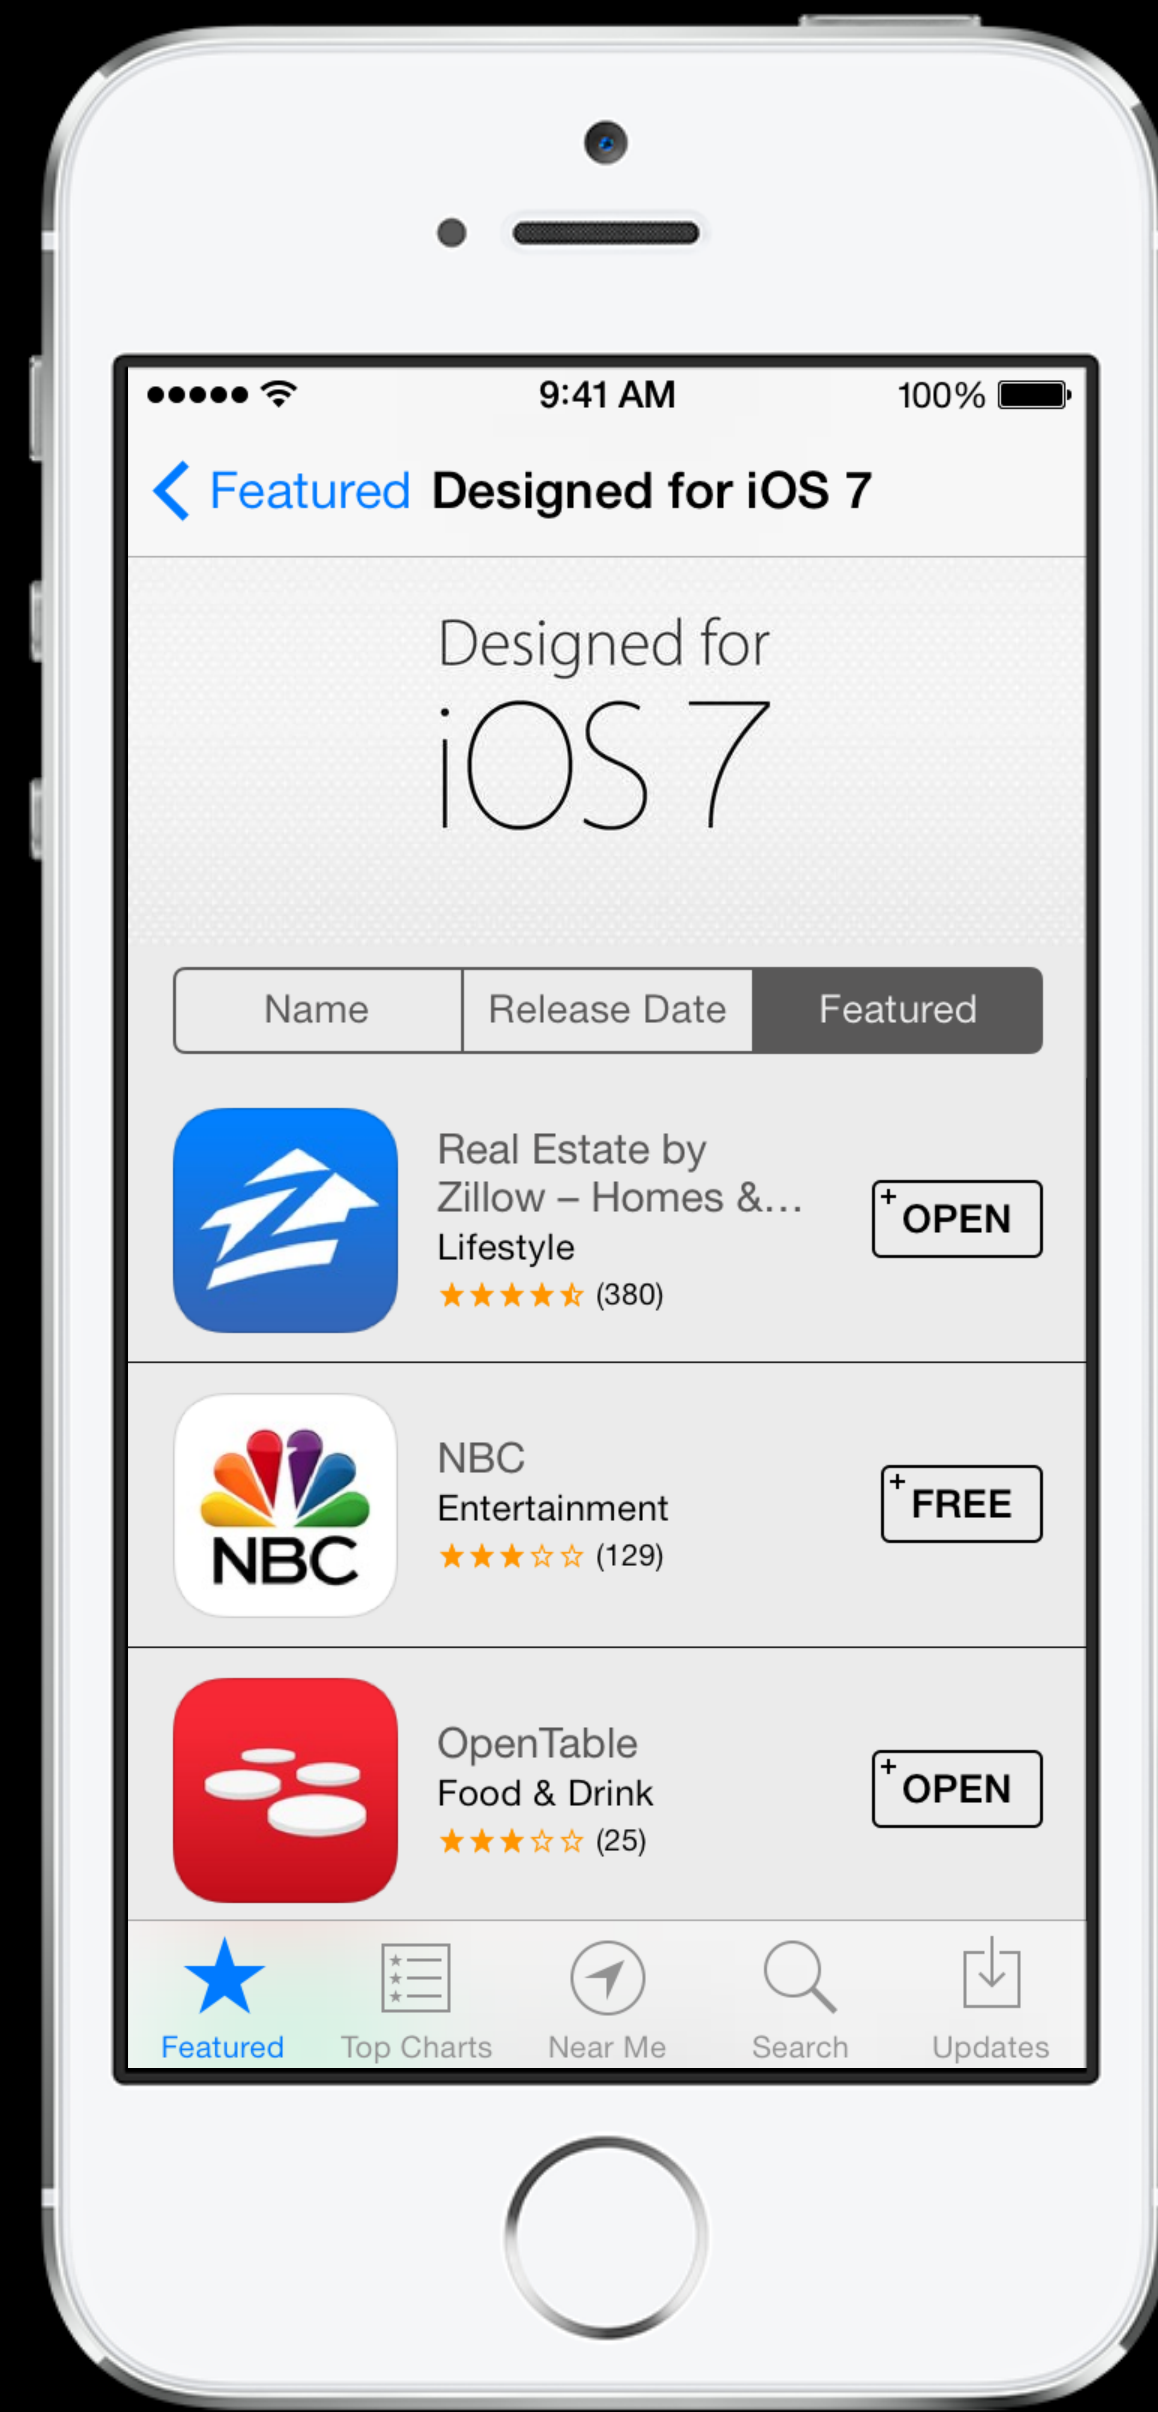 9:41 AM
100%
Featured Designed for iOS 7
Designed for
iOS 7
Name Release Date Featured
Real Estate by
Zillow – Homes &...
Lifestyle
(380)
+ OPEN
NBC
NBC
Entertainment
(129)
+ FREE
OpenTable
Food & Drink
(25)
+ OPEN
Featured Top Charts Near Me Search Updates